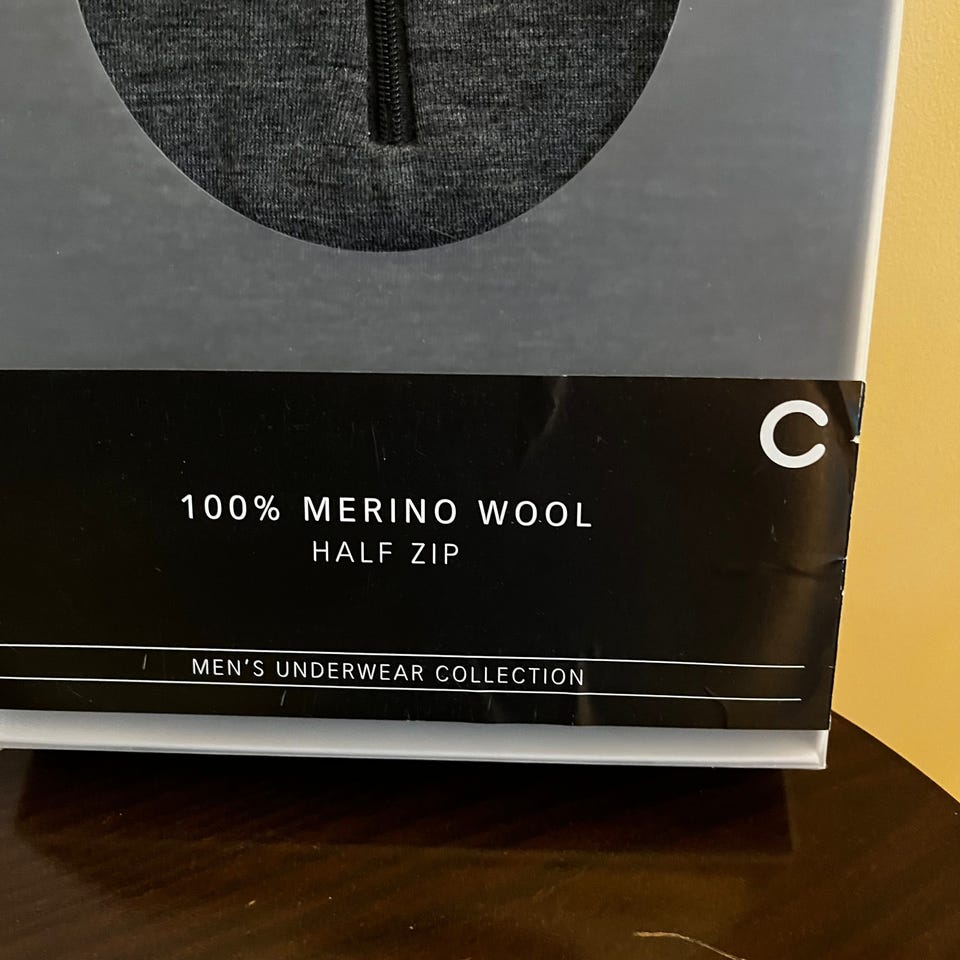 C
100% MERINO WOOL
HALF ZIP
MEN'S UNDERWEAR COLLECTION